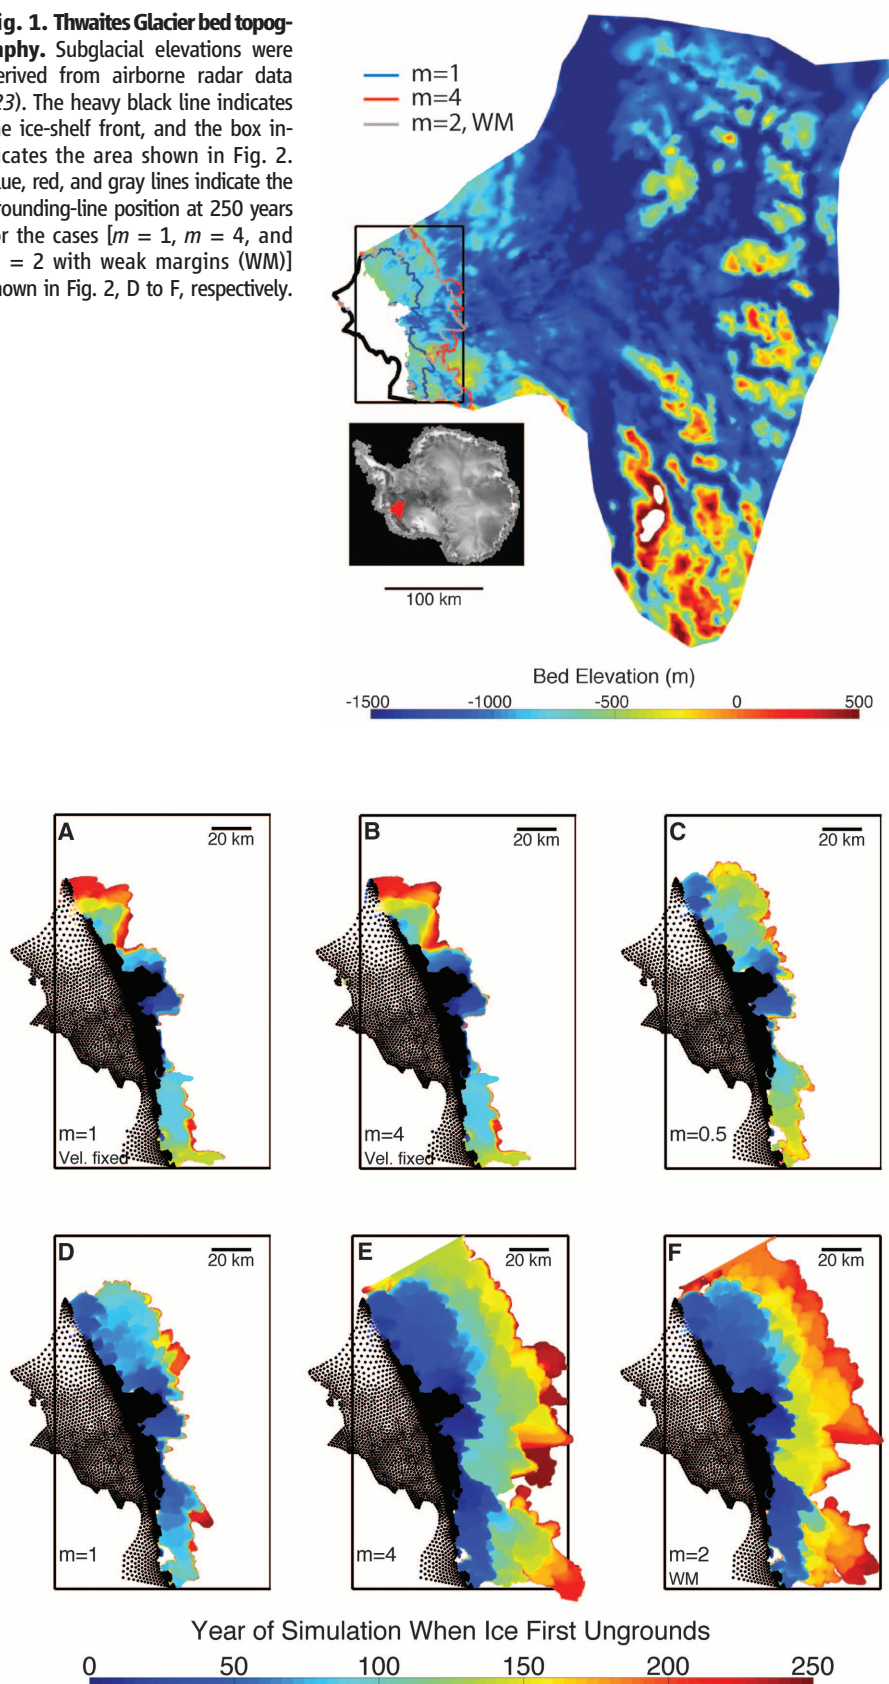 ig. 1. Thwaites Glacier bed topog-
aphy. Subglacial elevations were
erived from airborne radar data
23). The heavy black line indicates
e ice-shelf front, and the box in-
icates the area shown in Fig. 2.
lue, red, and gray lines indicate the
rounding-line position at 250 years
or the cases [m = 1, m = 4, and
= 2 with weak margins (WM)]
hown in Fig. 2, D to F, respectively.
m=1
m=4
m=2, WM
100 km
Bed Elevation (m)
-1500 -1000 -500 0 500
A
20 km
m=1
Vel. fixed
B
20 km
m=4
Vel. fixed
C
20 km
m=0.5
D
20 km
m=1
E
20 km
m=4
F
20 km
m=2
WM
Year of Simulation When Ice First Ungrounds
0 50 100 150 200 250